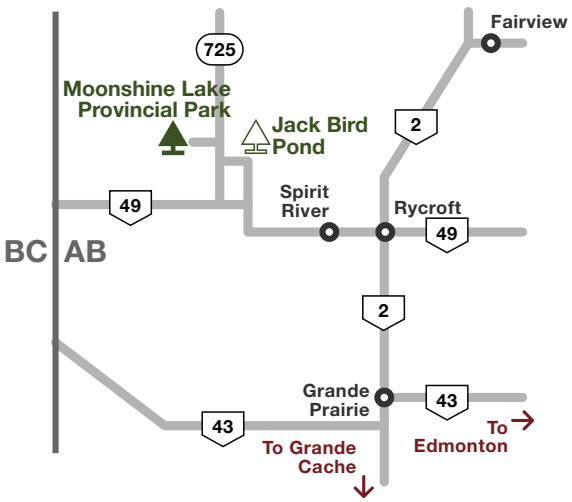 Fairview
725
Moonshine Lake
Provincial Park
Jack Bird
Pond
2
Spirit
River
Rycroft
49
49
BC AB
2
Grande
Prairie
43
43
To
Edmonton
To Grande
Cache